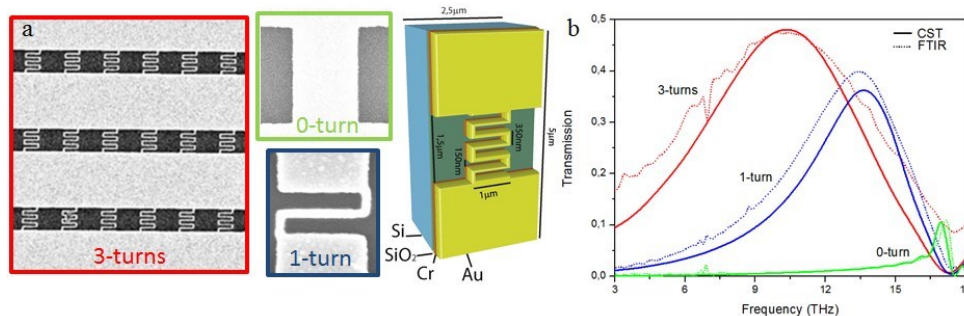 a
3-turns
0-turn
1-turn
2,5µm
5µm
1,5µm
150nm
350nm
1µm
Si
SiO₂
Cr
Au
b
Transmission
0,5
0,4
0,3
0,2
0,1
0,0
CST
FTIR
3-turns
1-turn
0-turn
3 6 9 12 15 18
Frequency (THz)